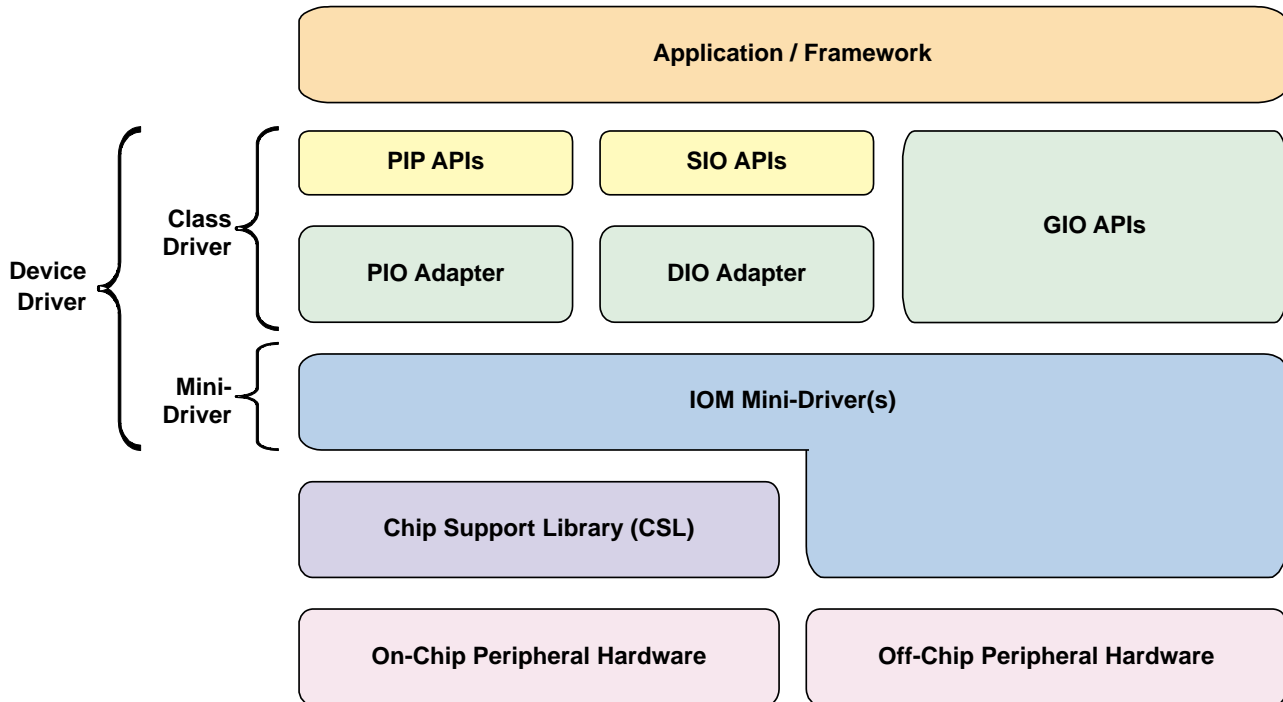 Application / Framework
PIP APIs
SIO APIs
GIO APIs
Class
Driver
Device
Driver
PIO Adapter
DIO Adapter
Mini-
Driver
IOM Mini-Driver(s)
Chip Support Library (CSL)
On-Chip Peripheral Hardware
Off-Chip Peripheral Hardware